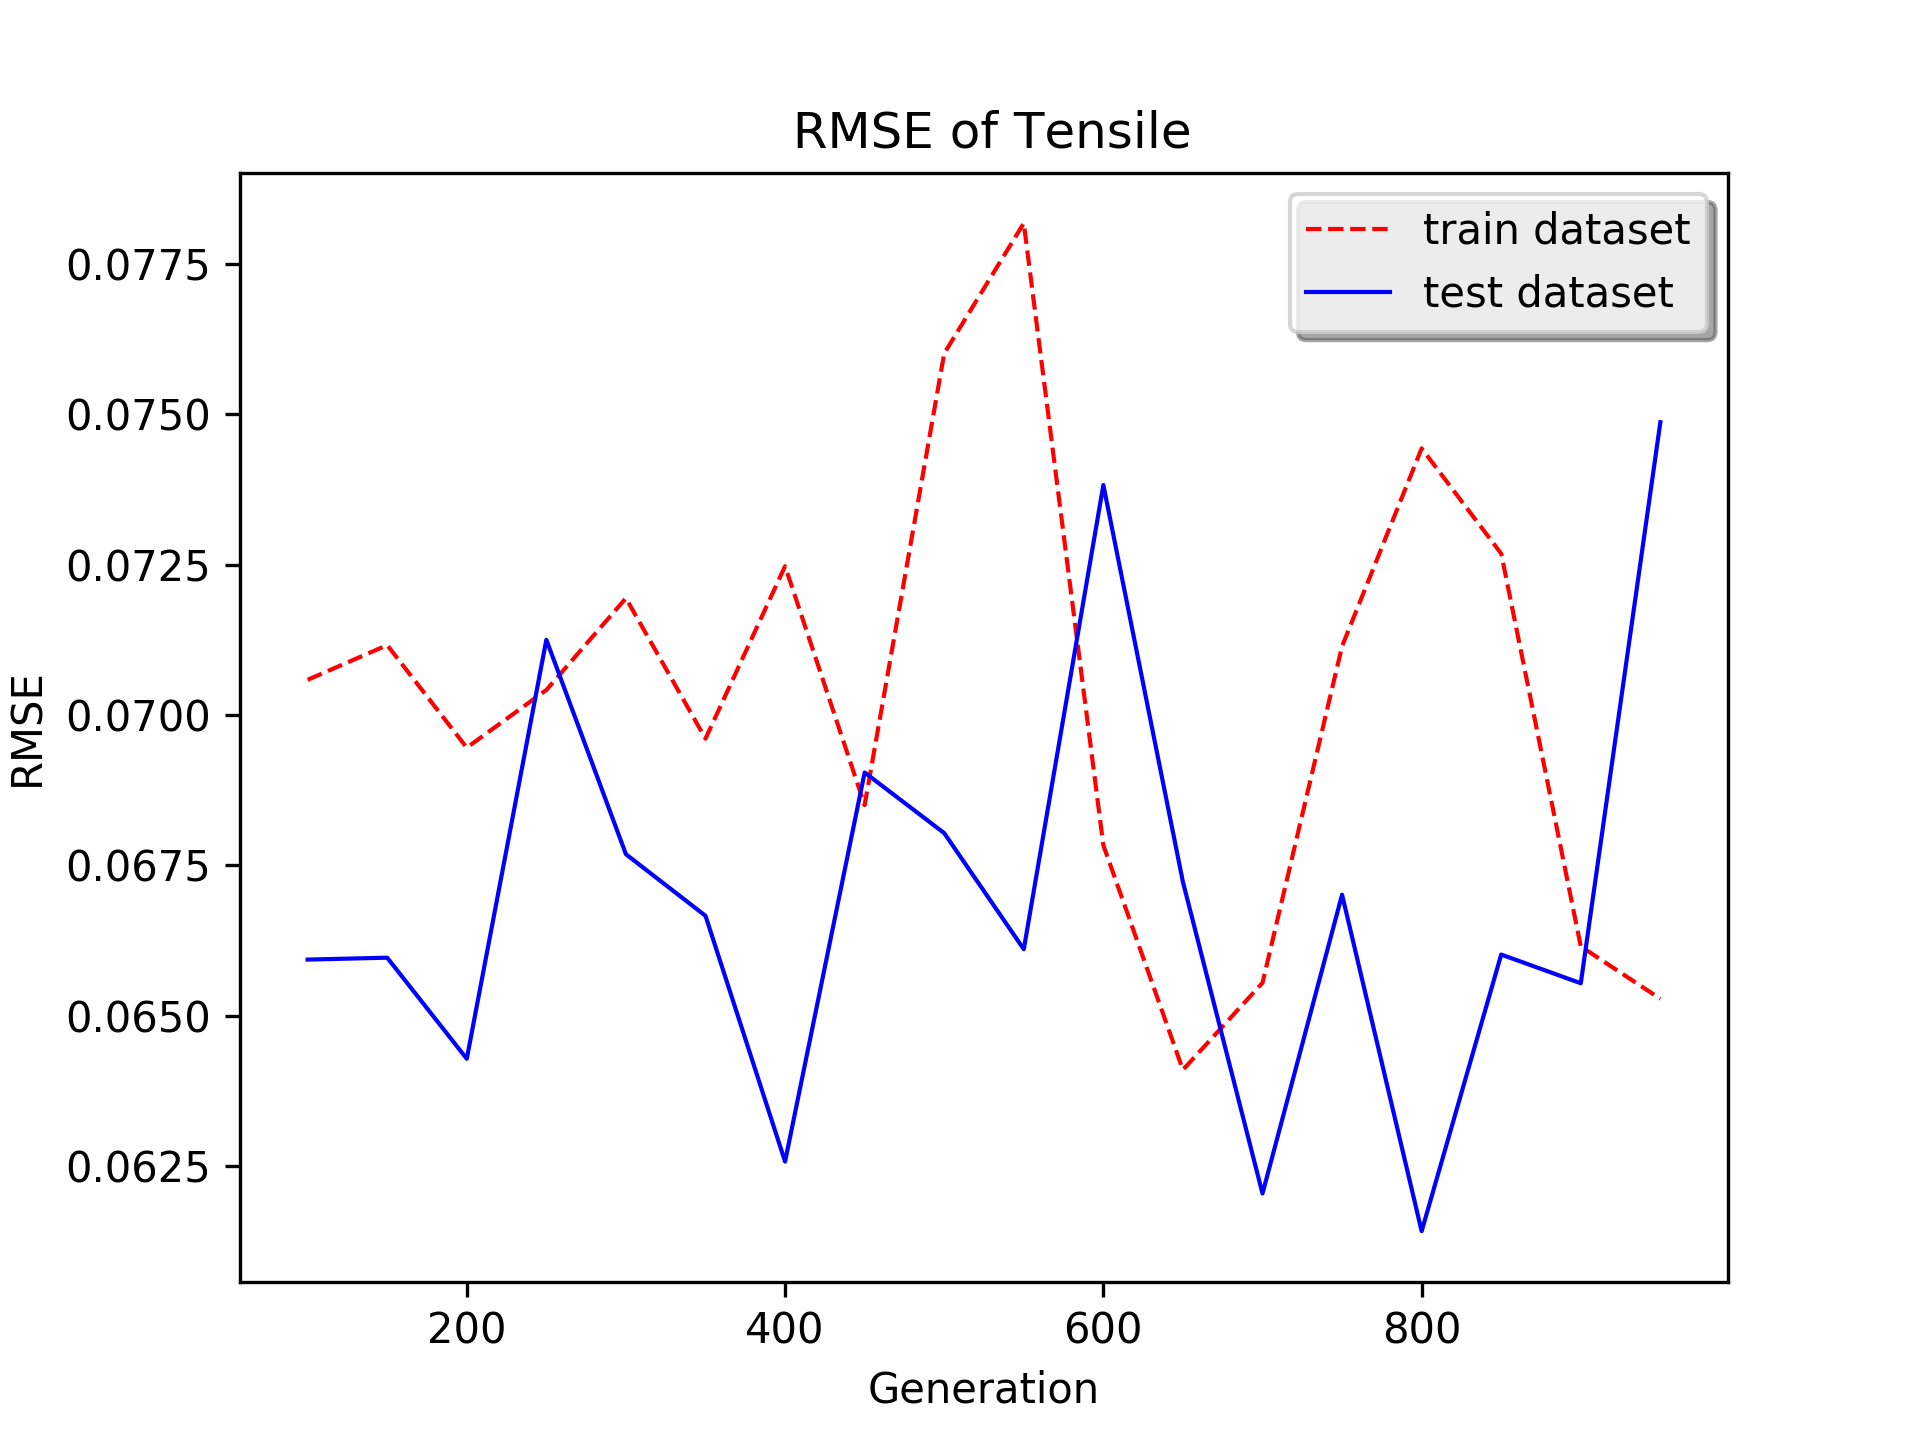 RMSE of Tensile
train dataset
test dataset
0.0775
0.0750
0.0725
0.0700
0.0675
0.0650
0.0625
RMSE
200 400 600 800
Generation